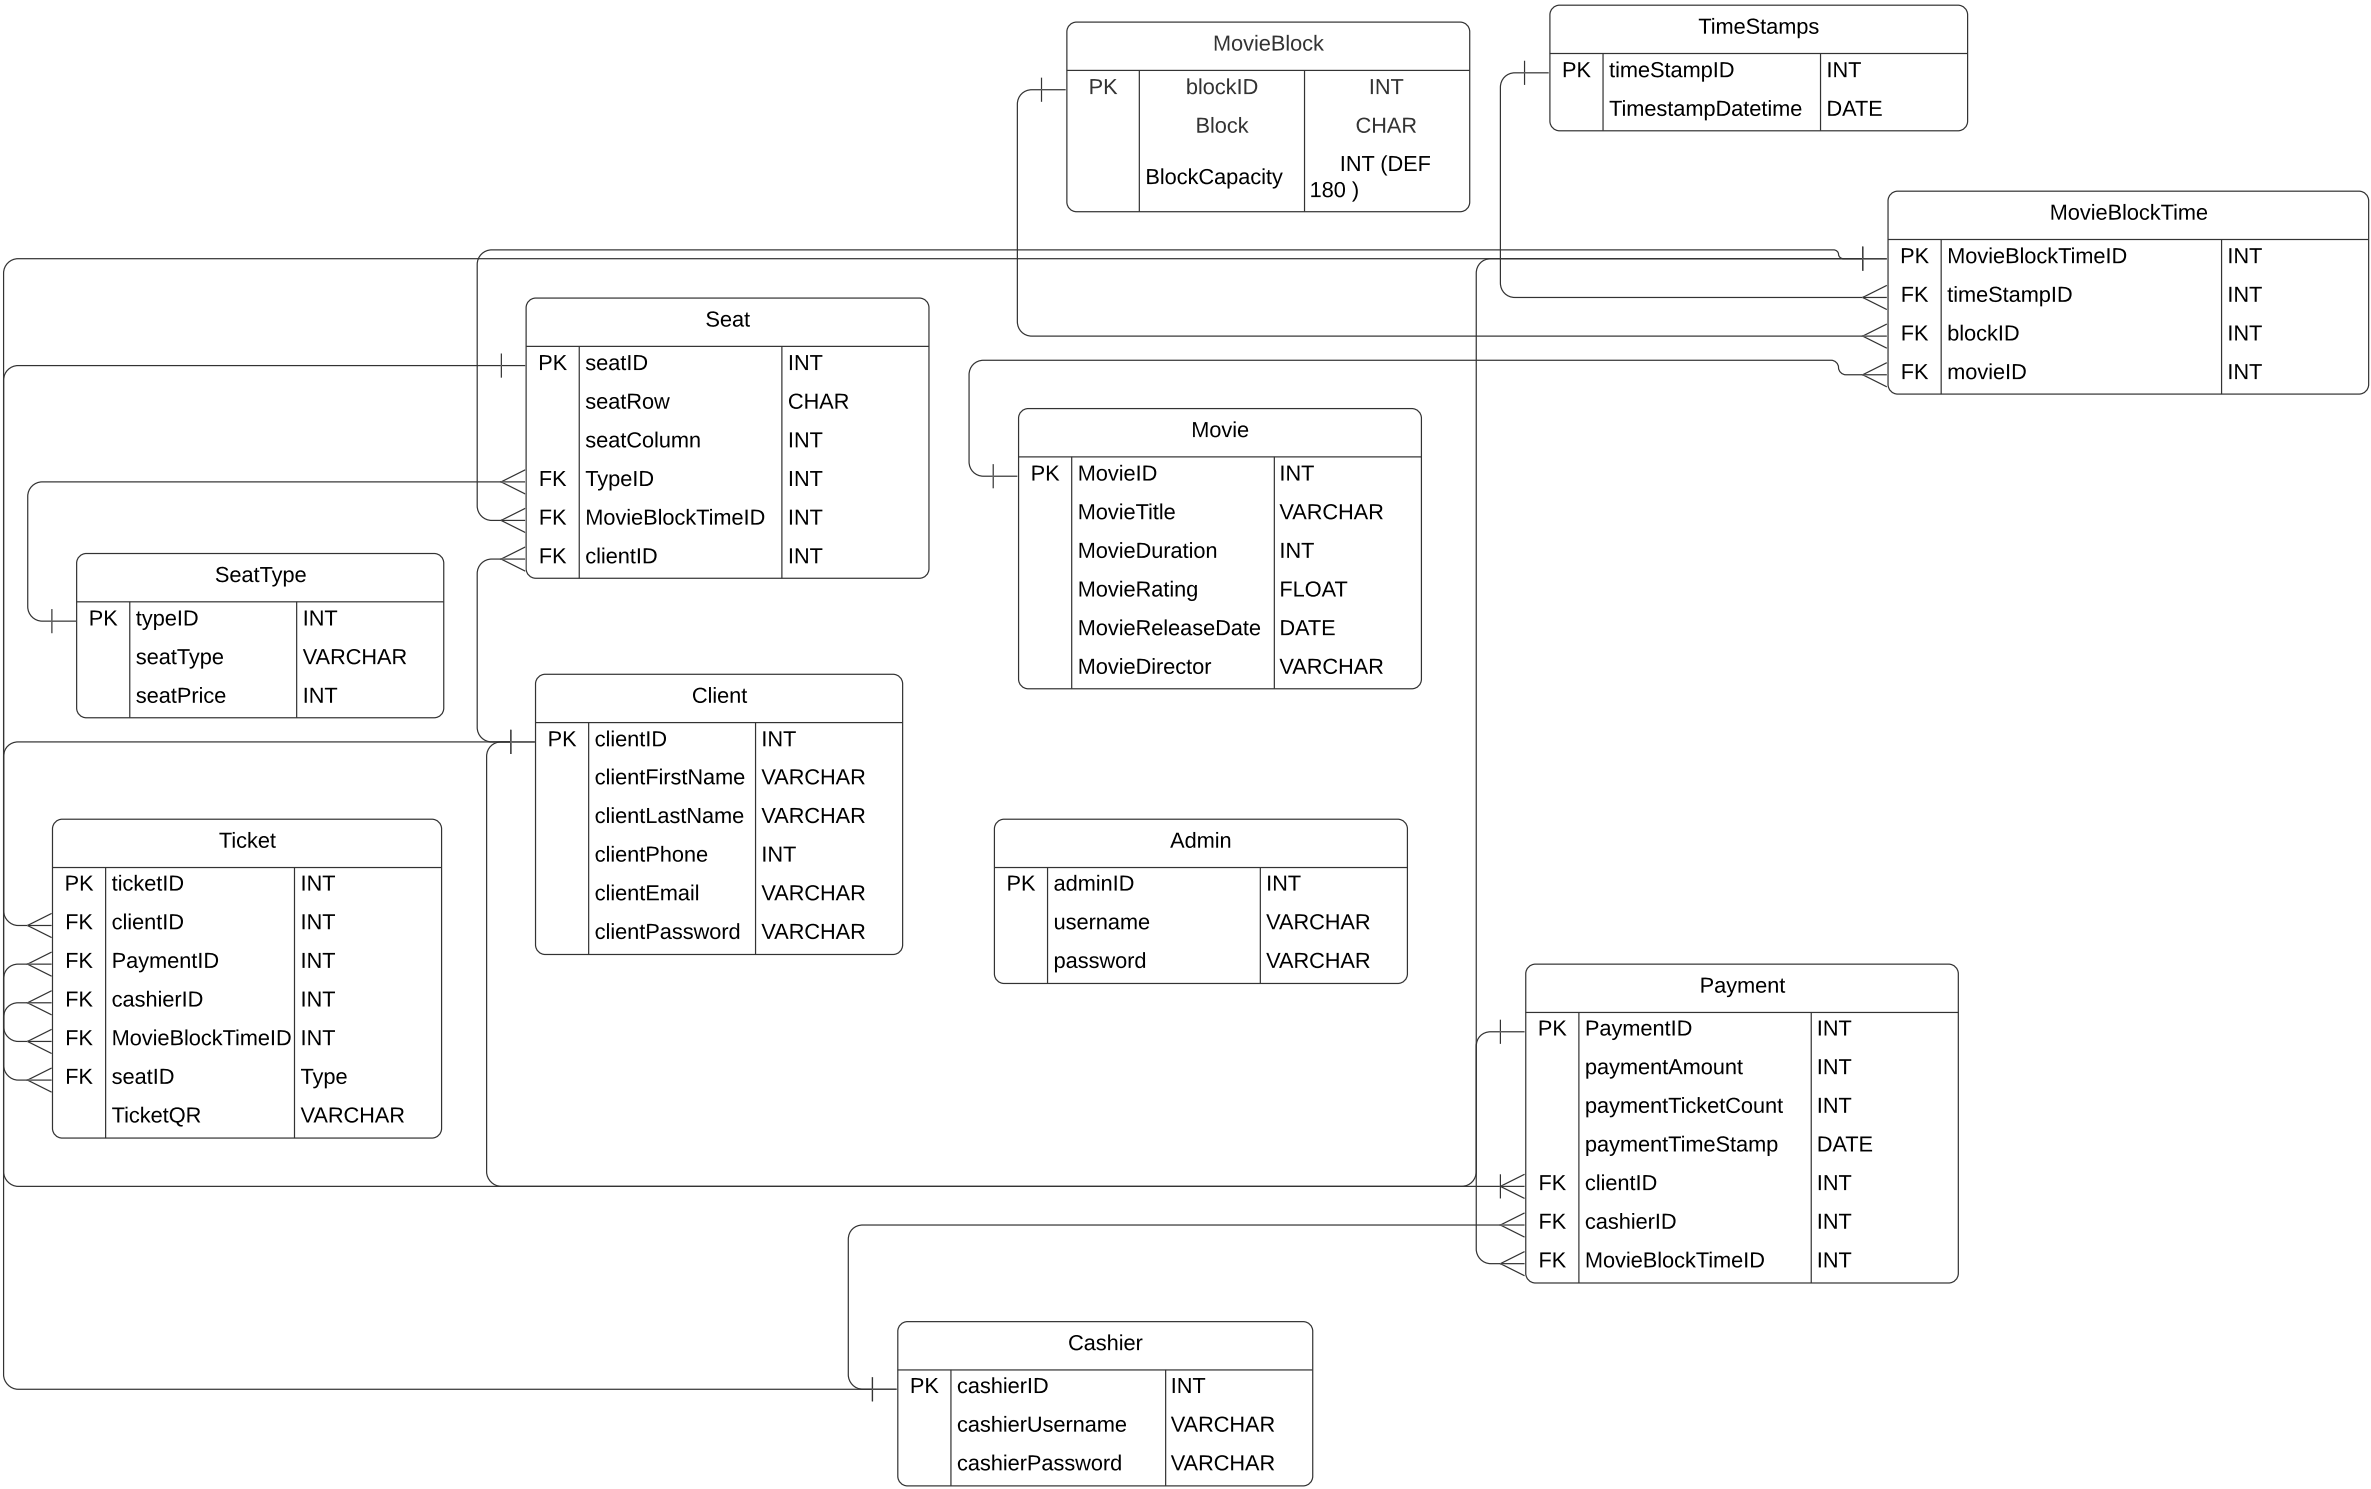 TimeStamps
PK timeStampID INT
TimestampDatetime DATE
MovieBlock
PK blockID INT
Block CHAR
BlockCapacity INT (DEF
180 )
MovieBlockTime
PK MovieBlockTimeID INT
FK timeStampID INT
FK blockID INT
FK movieID INT
Seat
PK seatID INT
seatRow CHAR
seatColumn INT
FK TypeID INT
FK MovieBlockTimeID INT
FK clientID INT
Movie
PK MovieID INT
MovieTitle VARCHAR
MovieDuration INT
MovieRating FLOAT
MovieReleaseDate DATE
MovieDirector VARCHAR
SeatType
PK typeID INT
seatType VARCHAR
seatPrice INT
Client
PK clientID INT
clientFirstName VARCHAR
clientLastName VARCHAR
clientPhone INT
clientEmail VARCHAR
clientPassword VARCHAR
Ticket
PK ticketID INT
FK clientID INT
FK PaymentID INT
FK cashierID INT
FK MovieBlockTimeID INT
FK seatID Type
TicketQR VARCHAR
Admin
PK adminID INT
username VARCHAR
password VARCHAR
Payment
PK PaymentID INT
paymentAmount INT
paymentTicketCount INT
paymentTimeStamp DATE
FK clientID INT
FK cashierID INT
FK MovieBlockTimeID INT
Cashier
PK cashierID INT
cashierUsername VARCHAR
cashierPassword VARCHAR